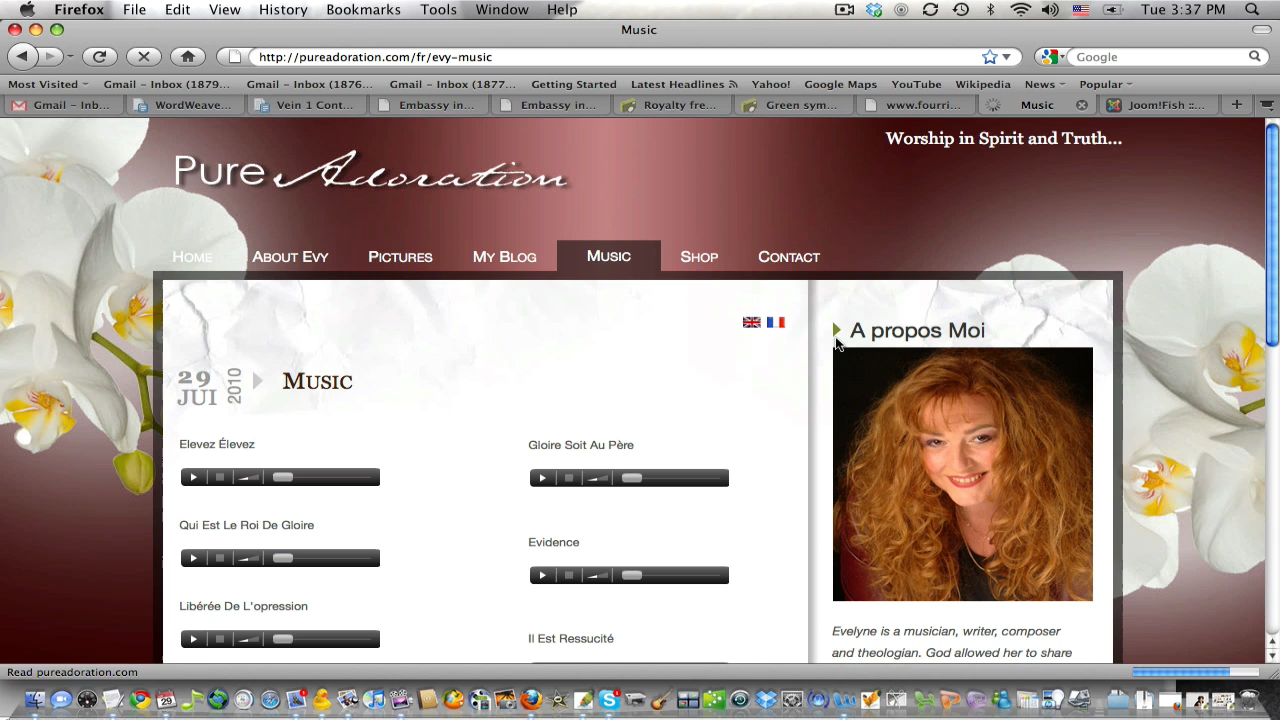 Firefox File Edit View History Bookmarks Tools Window Help Tue 3:37 PM
Music
http://pureadoration.com/fr/evy-music Google
Most Visited Gmail – Inbox (1879... Gmail – Inbox (1876... Gmail – Inbox (1877... Getting Started Latest Headlines Yahoo! Google Maps YouTube Wikipedia News Popular
Gmail – Inb... WordWeave... Vein 1 Cont... Embassy in... Embassy in... Royalty fre... Green sym... www.fourri... Music Joom!Fish ::...
Worship in Spirit and Truth...
Pure Adoration
Home About Evy Pictures My Blog Music Shop Contact
A propos Moi
29
JUI
2010
Music
Elevez Élevez
Gloire Soit Au Père
Qui Est Le Roi De Gloire
Evidence
Libérée De L'opression
Il Est Ressucité
Evelyne is a musician, writer, composer
and theologian. God allowed her to share
Read pureadoration.com